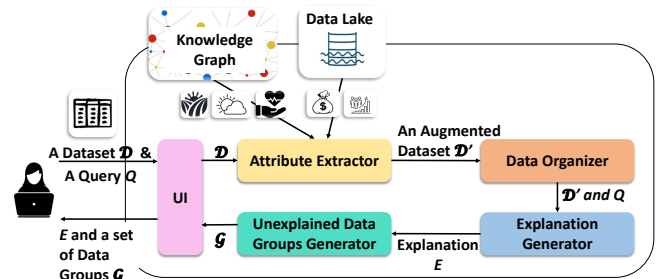 Knowledge
Graph
Data Lake
$
A Dataset 𝓓 &
A Query Q
UI
𝓓
Attribute Extractor
An Augmented
Dataset 𝓓'
Data Organizer
𝓓' and Q
Explanation
Generator
Explanation
E
Unexplained Data
Groups Generator
𝓖
E and a set
of Data
Groups 𝓖